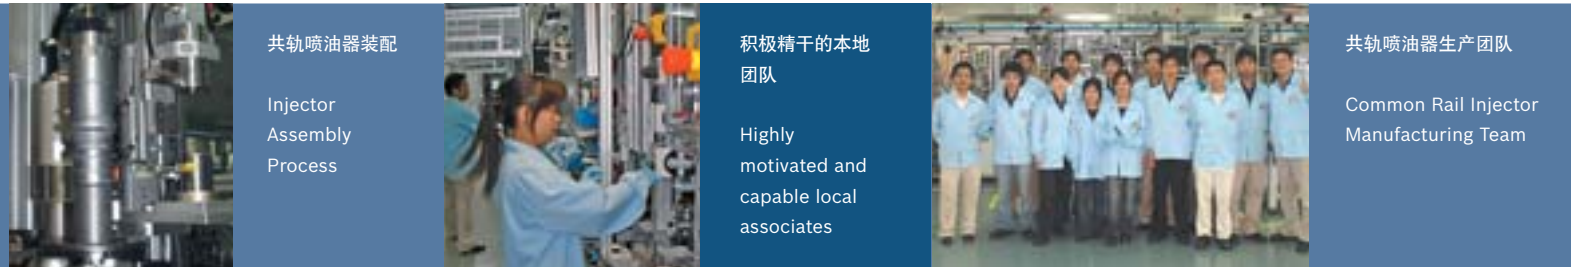 共轨喷油器装配
Injector
Assembly
Process
积极精干的本地
团队
Highly
motivated and
capable local
associates
共轨喷油器生产团队
Common Rail Injector
Manufacturing Team